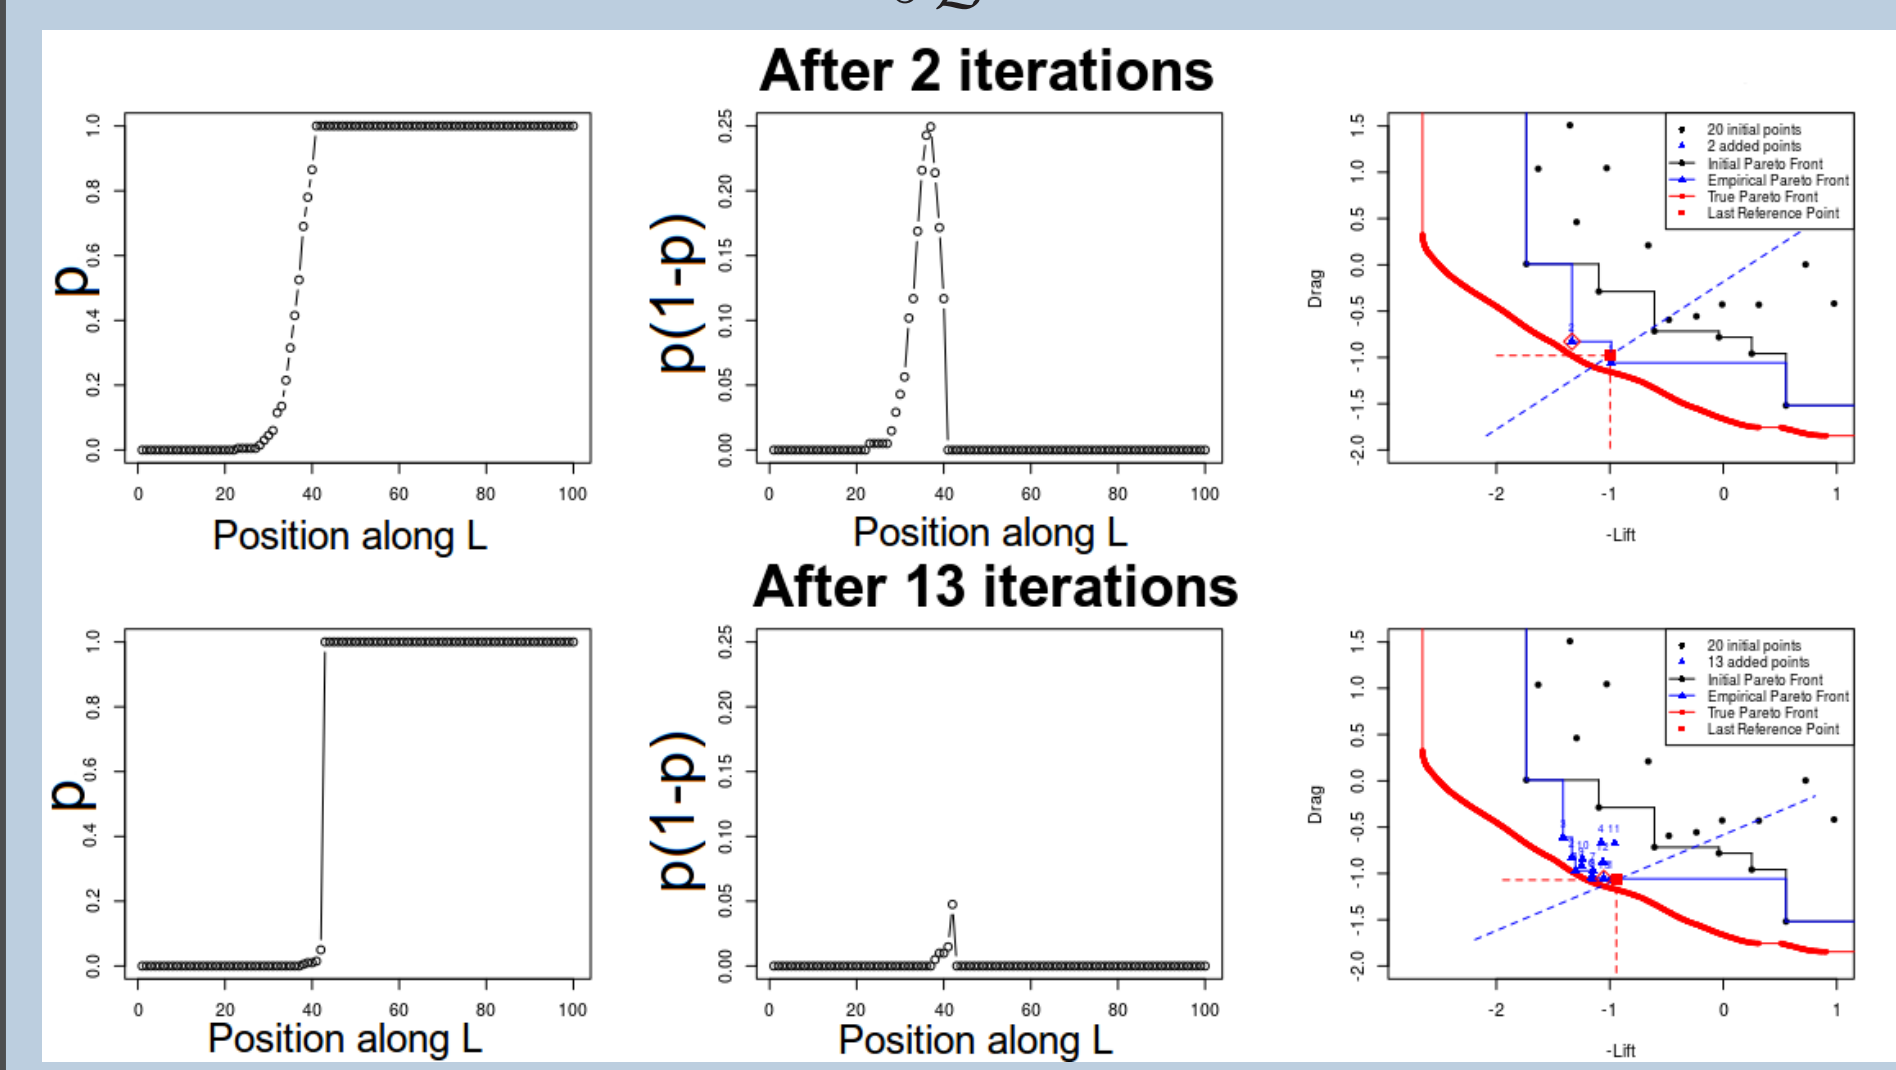 After 2 iterations
p
1.0
0.8
0.6
0.4
0.2
0.0
0 20 40 60 80 100
Position along L
p(1-p)
0.25
0.20
0.15
0.10
0.05
0.00
0 20 40 60 80 100
Position along L
Drag
1.5
1.0
0.5
0.0
-0.5
-1.0
-1.5
-2.0
20 initial points
2 added points
Initial Pareto Front
Empirical Pareto Front
True Pareto Front
Last Reference Point
2
-2 -1 0 1
-Lift
After 13 iterations
p
1.0
0.8
0.6
0.4
0.2
0.0
0 20 40 60 80 100
Position along L
p(1-p)
0.25
0.20
0.15
0.10
0.05
0.00
0 20 40 60 80 100
Position along L
Drag
1.5
1.0
0.5
0.0
-0.5
-1.0
-1.5
-2.0
20 initial points
13 added points
Initial Pareto Front
Empirical Pareto Front
True Pareto Front
Last Reference Point
3
4 11
10
-2 -1 0 1
-Lift